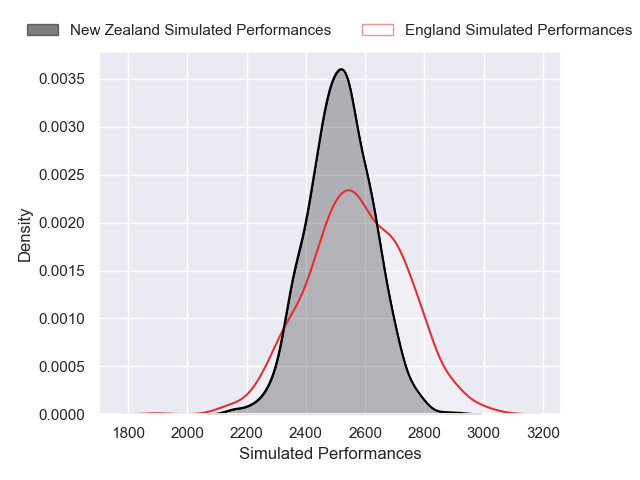 New Zealand Simulated Performances England Simulated Performances
0.0035
0.0030
0.0025
0.0020
0.0015
0.0010
0.0005
0.0000
Density
1800 2000 2200 2400 2600 2800 3000 3200
Simulated Performances